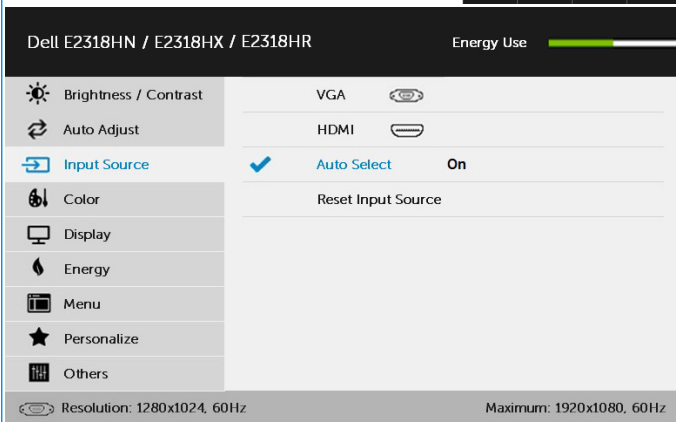 Dell E2318HN / E2318HX / E2318HR
Energy Use
Brightness / Contrast
VGA
Auto Adjust
HDMI
Input Source
Auto Select On
Color
Reset Input Source
Display
Energy
Menu
Personalize
Others
Resolution: 1280x1024, 60Hz
Maximum: 1920x1080, 60Hz